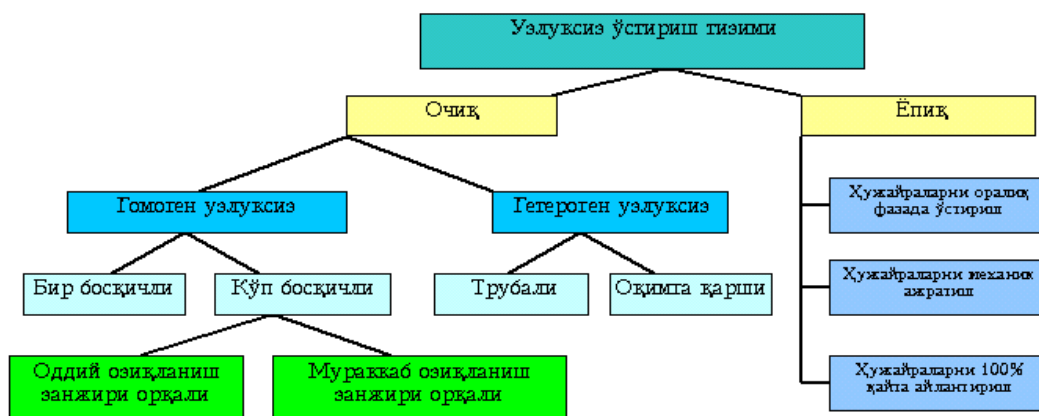 Узлуксиз ўстириш тизими
Очиқ
Ёпиқ
Гомоген узлуксиз
Гетероген узлуксиз
Ҳужайраларни оралиқ
фазада ўстириш
Бир босқичли
Кўп босқичли
Трубали
Оқимга қарши
Ҳужайраларни механик
ажратиш
Оддий озиқланиш
занжири орқали
Мураккаб озиқланиш
занжири орқали
Ҳужайраларни 100%
қайта айлантириш